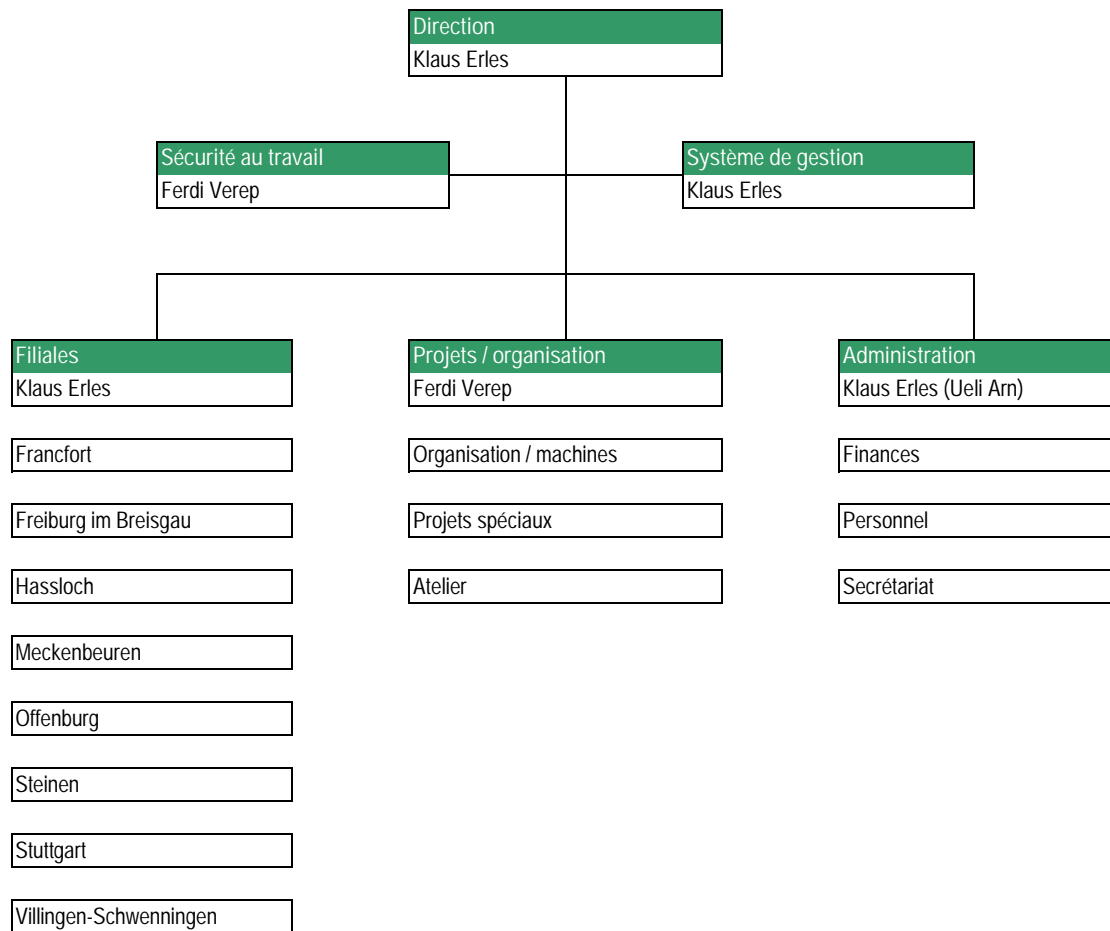 Direction
Klaus Erles
Sécurité au travail
Ferdi Verep
Système de gestion
Klaus Erles
Filiales
Klaus Erles
Francfort
Freiburg im Breisgau
Hassloch
Meckenbeuren
Offenburg
Steinen
Stuttgart
Villingen-Schwenningen
Projets / organisation
Ferdi Verep
Organisation / machines
Projets spéciaux
Atelier
Administration
Klaus Erles (Ueli Arn)
Finances
Personnel
Secrétariat